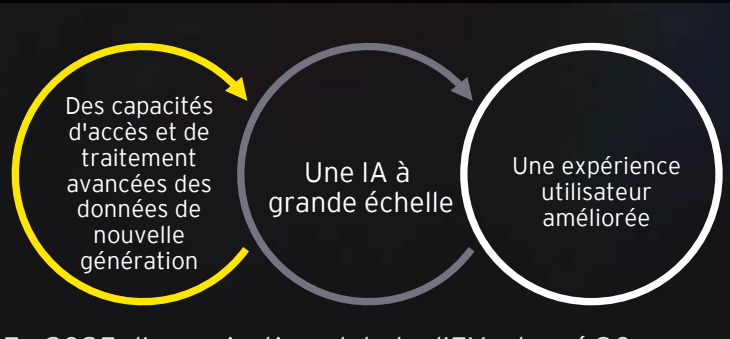 Des capacités
d'accès et de
traitement
avancées des
données de
nouvelle
génération
Une IA à
grande échelle
Une expérience
utilisateur
améliorée